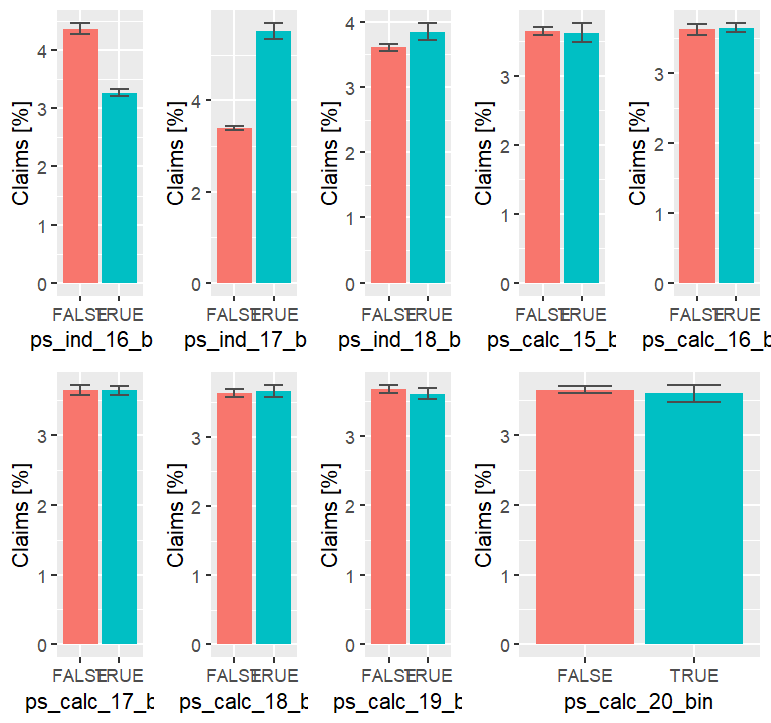 Claims [%]
4
3
2
1
0
FALSE TRUE
ps_ind_16_b
Claims [%]
4
2
0
FALSE TRUE
ps_ind_17_b
Claims [%]
4
3
2
1
0
FALSE TRUE
ps_ind_18_b
Claims [%]
3
2
1
0
FALSE TRUE
ps_calc_15_b
Claims [%]
3
2
1
0
FALSE TRUE
ps_calc_16_b
Claims [%]
3
2
1
0
FALSE TRUE
ps_calc_17_b
Claims [%]
3
2
1
0
FALSE TRUE
ps_calc_18_b
Claims [%]
3
2
1
0
FALSE TRUE
ps_calc_19_b
Claims [%]
3
2
1
0
FALSE TRUE
ps_calc_20_bin